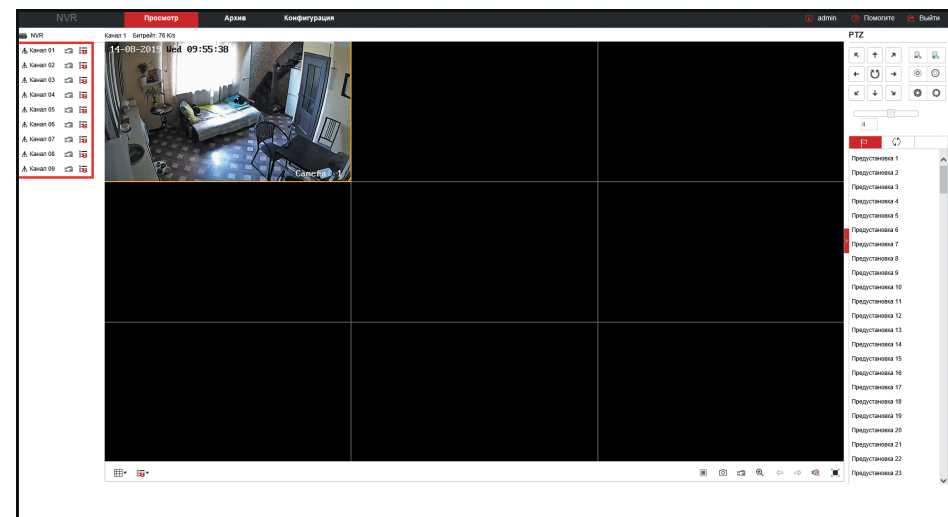 NVR Просмотр Архив Конфигурация admin Помогите Выйти
NVR
Канал 1 Битрейт: 76 K/s
PTZ
14-08-2019 Wed 09:55:38
Camera 1
Канал 01
Канал 02
Канал 03
Канал 04
Канал 05
Канал 06
Канал 07
Канал 08
Канал 09
4
Предустановка 1
Предустановка 2
Предустановка 3
Предустановка 4
Предустановка 5
Предустановка 6
Предустановка 7
Предустановка 8
Предустановка 9
Предустановка 10
Предустановка 11
Предустановка 12
Предустановка 13
Предустановка 14
Предустановка 15
Предустановка 16
Предустановка 17
Предустановка 18
Предустановка 19
Предустановка 20
Предустановка 21
Предустановка 22
Предустановка 23